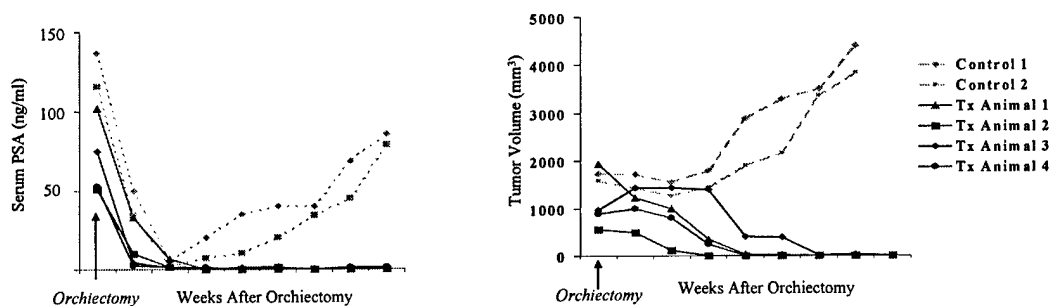 Serum PSA (ng/ml)
150
100
50
Orchiectomy
Weeks After Orchiectomy
Tumor Volume (mm³)
5000
4000
3000
2000
1000
0
Orchiectomy
Weeks After Orchiectomy
Control 1
Control 2
Tx Animal 1
Tx Animal 2
Tx Animal 3
Tx Animal 4